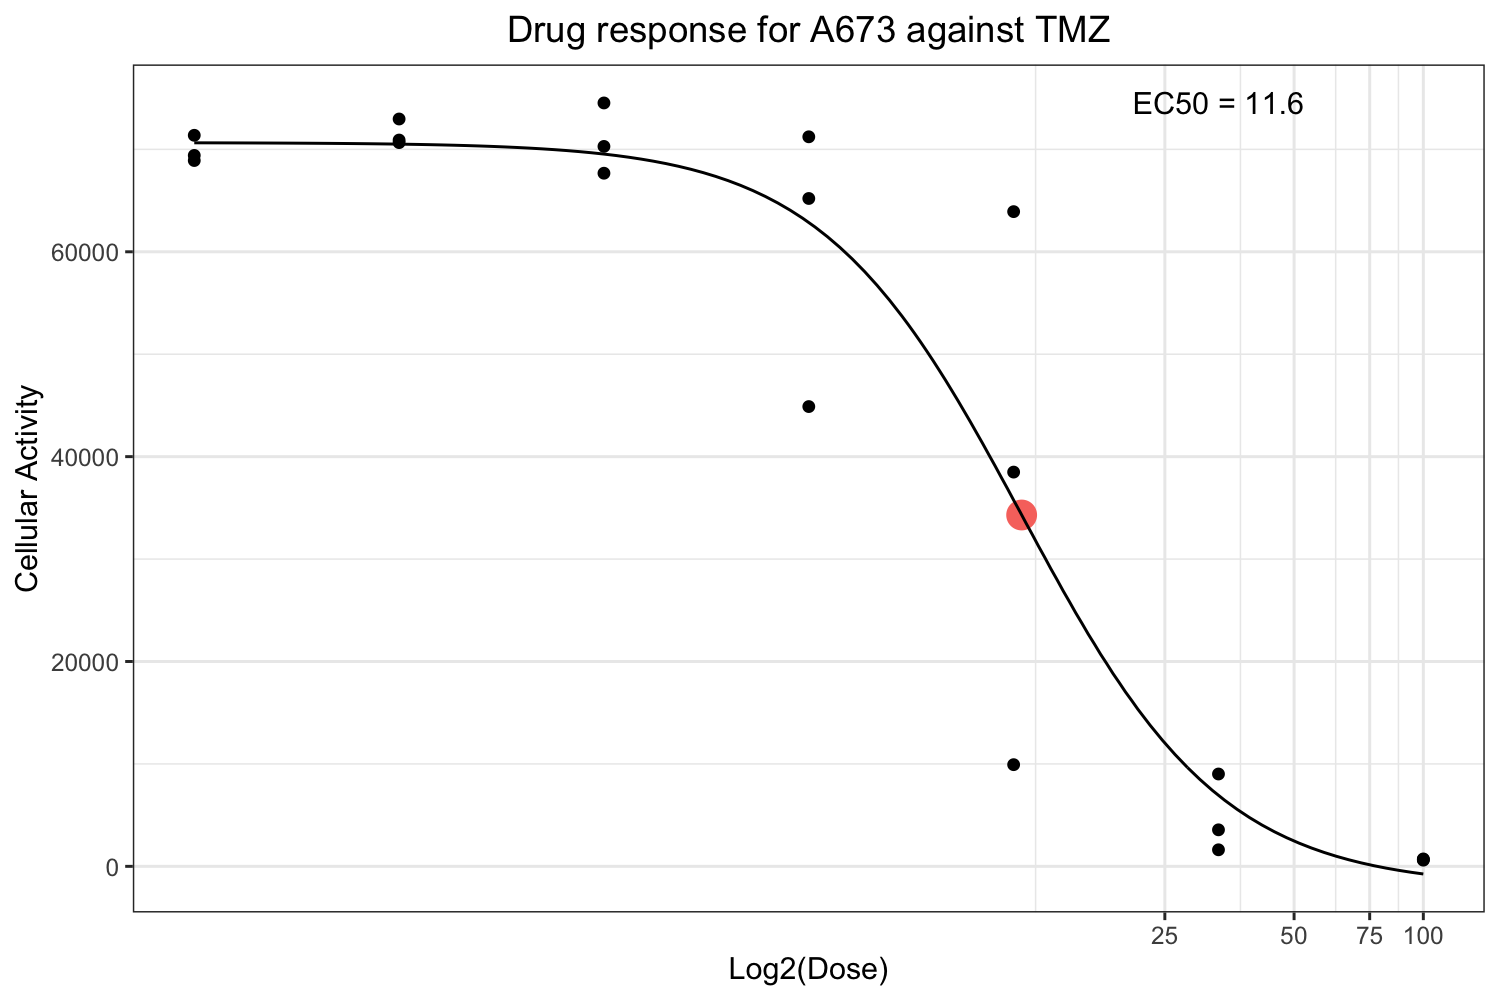 Drug response for A673 against TMZ
EC50 = 11.6
60000
40000
20000
0
Cellular Activity
25 50 75 100
Log2(Dose)